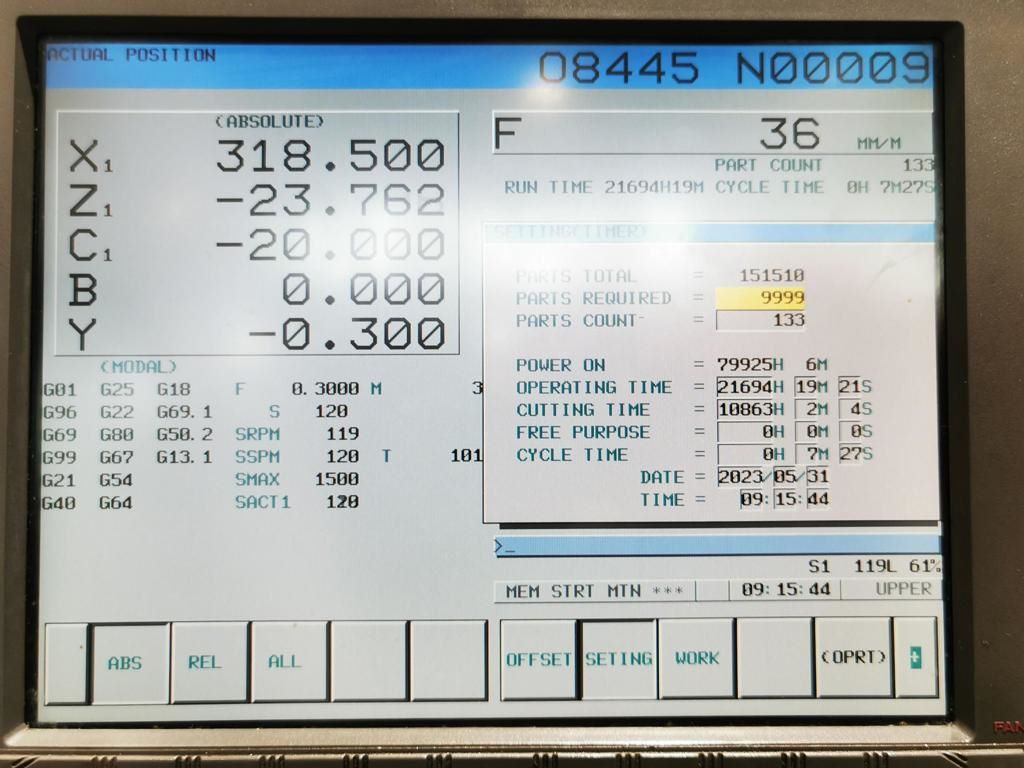 ACTUAL POSITION
O8445 N00009
(ABSOLUTE)
X1 318.500
Z1 -23.762
C1 -20.000
B 0.000
Y -0.300
F 36 MM/M
PART COUNT 133
RUN TIME 21694H19M CYCLE TIME 0H 7M27S
(MODAL)
G01 G25 G18 F 0.3000 M 3
G96 G22 G69.1 S 120
G69 G80 G50.2 SRPM 119
G99 G67 G13.1 SSPM 120 T 101
G21 G54 SMAX 1500
G40 G64 SACT1 120
SETTING(TIMER)
PARTS TOTAL = 151510
PARTS REQUIRED = 9999
PARTS COUNT = 133
POWER ON = 79925H 6M
OPERATING TIME = 21694H 19M 21S
CUTTING TIME = 10863H 2M 4S
FREE PURPOSE = 0H 0M 0S
CYCLE TIME = 0H 7M 27S
DATE = 2023/05/31
TIME = 09:15:44
>_
S1 119L 61%
MEM STRT MTN *** 09:15:44 UPPER
ABS REL ALL
OFFSET SETING WORK (OPRT) +